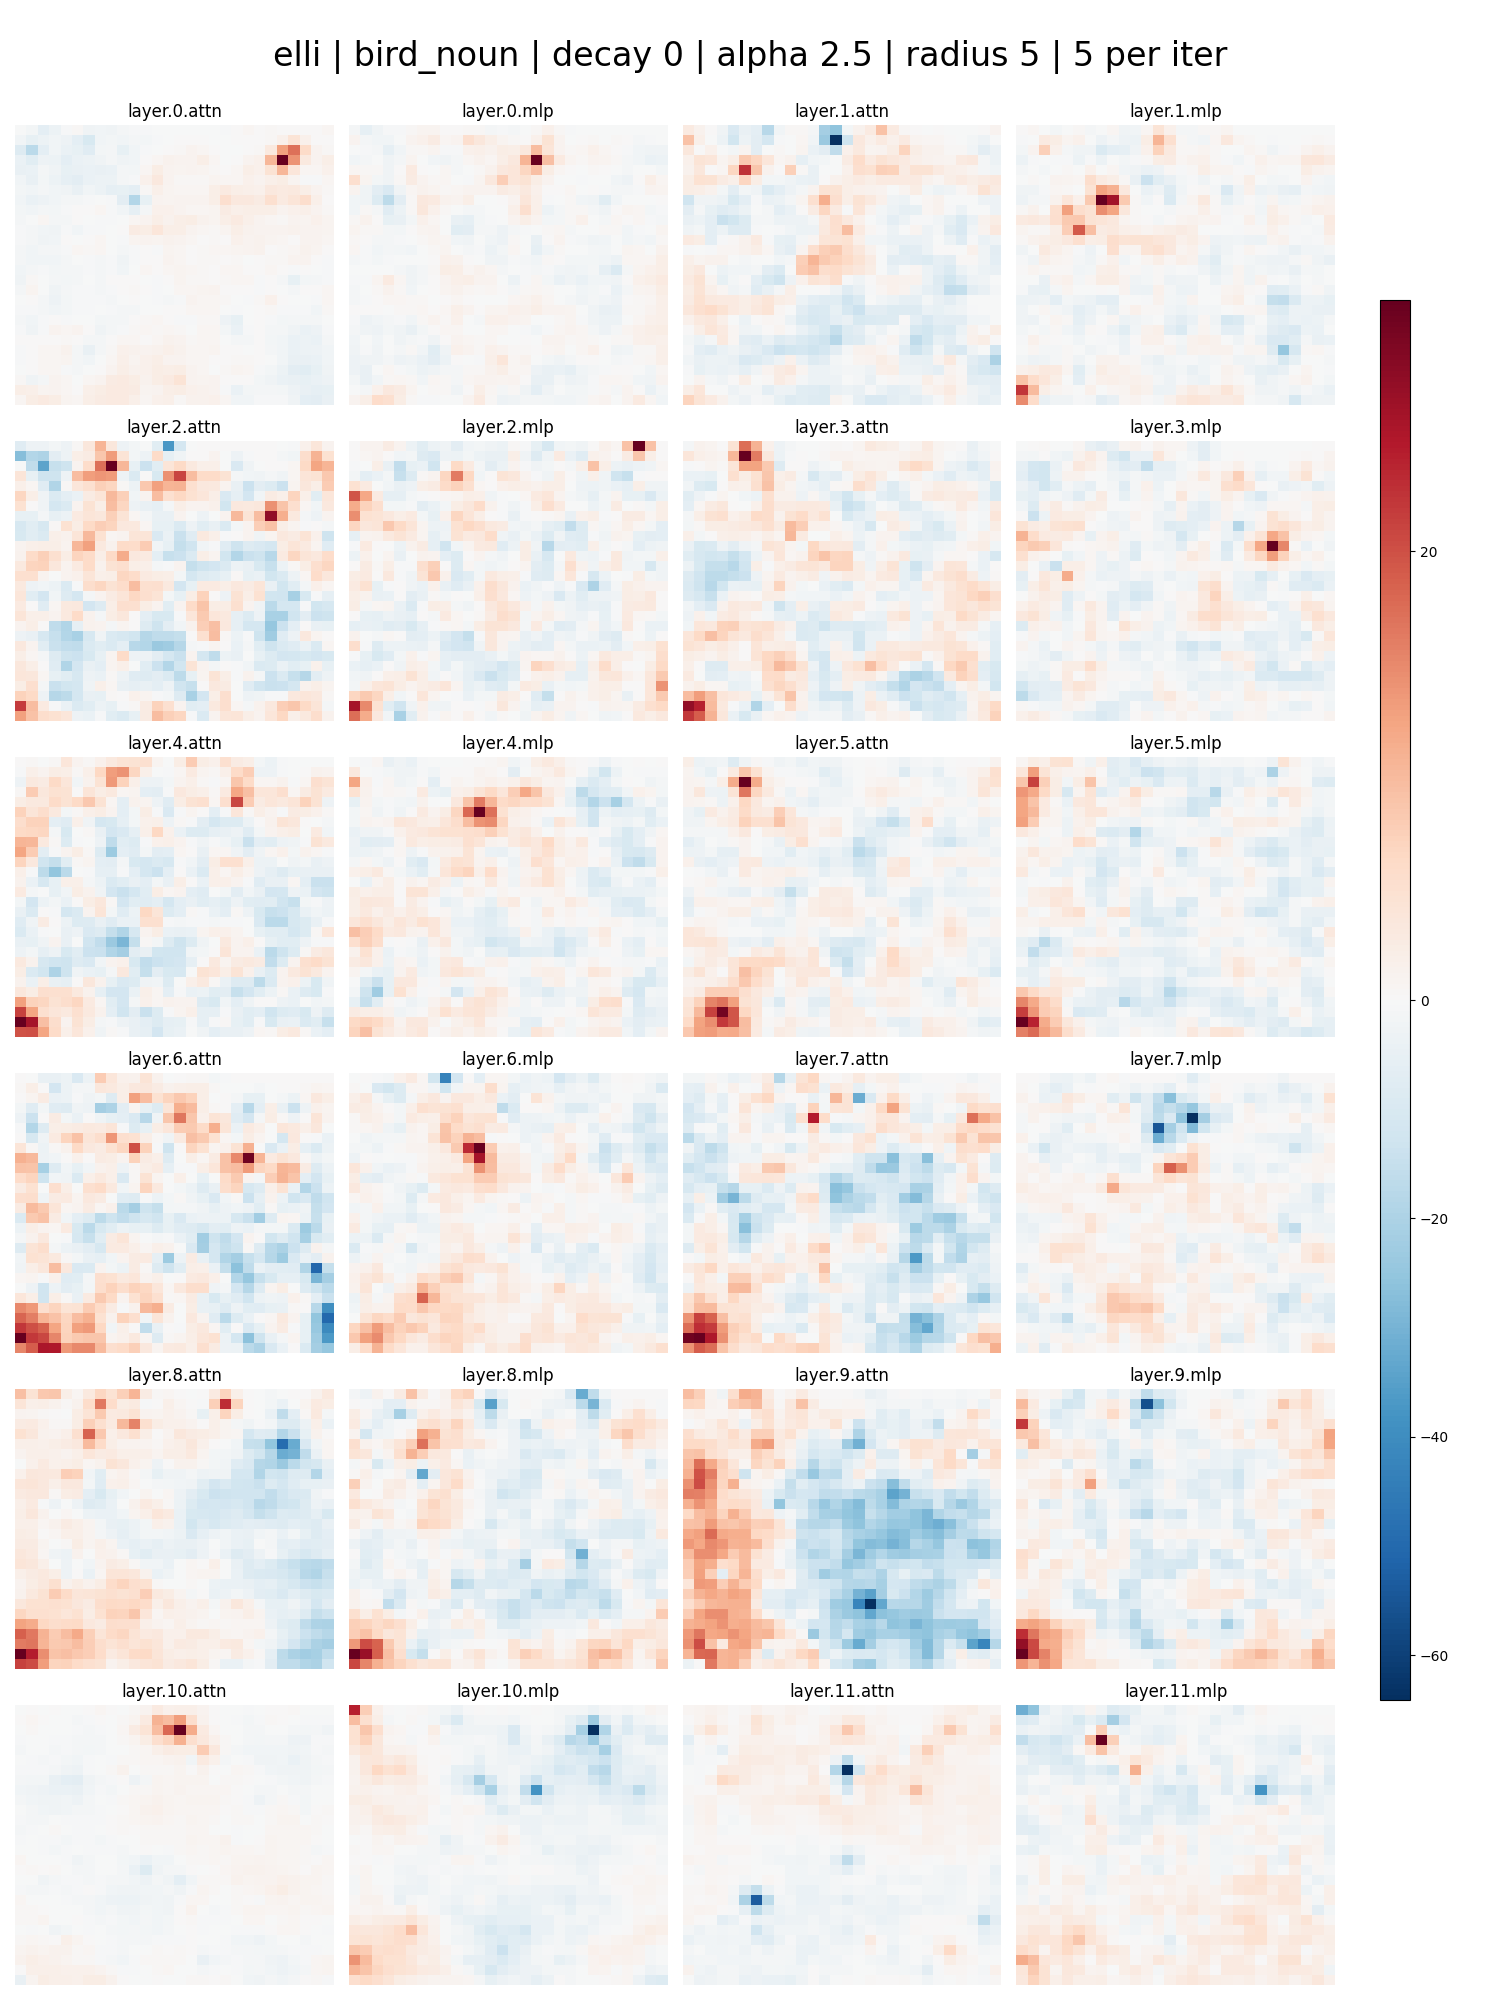 elli | bird_noun | decay 0 | alpha 2.5 | radius 5 | 5 per iter
layer.0.attn
layer.0.mlp
layer.1.attn
layer.1.mlp
layer.2.attn
layer.2.mlp
layer.3.attn
layer.3.mlp
layer.4.attn
layer.4.mlp
layer.5.attn
layer.5.mlp
layer.6.attn
layer.6.mlp
layer.7.attn
layer.7.mlp
layer.8.attn
layer.8.mlp
layer.9.attn
layer.9.mlp
layer.10.attn
layer.10.mlp
layer.11.attn
layer.11.mlp
20
0
−20
−40
−60